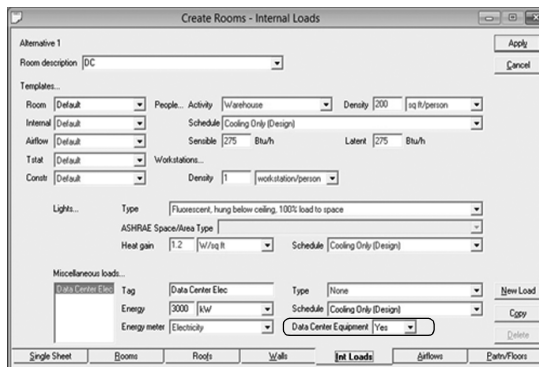 Create Rooms - Internal Loads
Alternative 1
Apply
Room description DC
Cancel
Templates...
Room Default People... Activity Warehouse Density 200 sq ft/person
Internal Default Schedule Cooling Only (Design)
Airflow Default Sensible 275 Btu/h Latent 275 Btu/h
Tstat Default Workstations...
Constr Default Density 1 workstation/person
Lights... Type Fluorescent, hung below ceiling, 100% load to space
ASHRAE Space/Area Type
Heat gain 1.2 W/sq ft Schedule Cooling Only (Design)
Miscellaneous loads...
Data Center Elec Tag Data Center Elec Type None New Load
Energy 3000 kW Schedule Cooling Only (Design) Copy
Energy meter Electricity Data Center Equipment Yes Delete
Single Sheet Rooms Roofs Walls Int Loads Airflows Partn/Floors